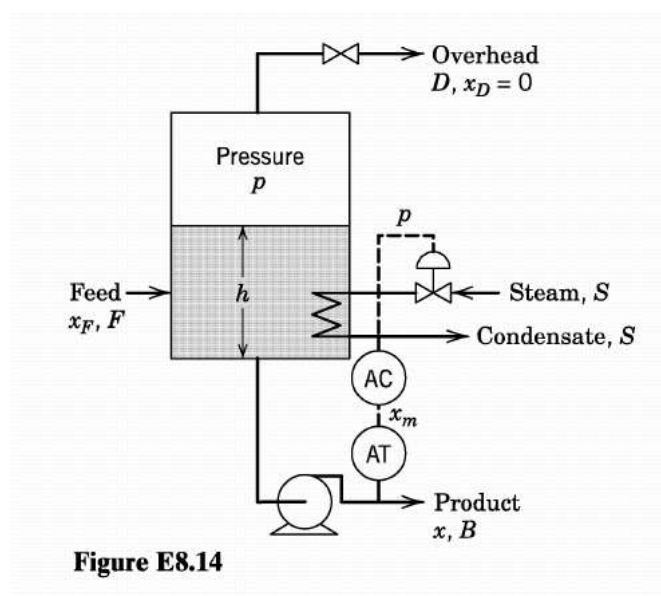 Overhead
D, x_D = 0
Pressure
p
p
h
Feed
x_F, F
Steam, S
Condensate, S
AC
x_m
AT
Product
x, B
Figure E8.14